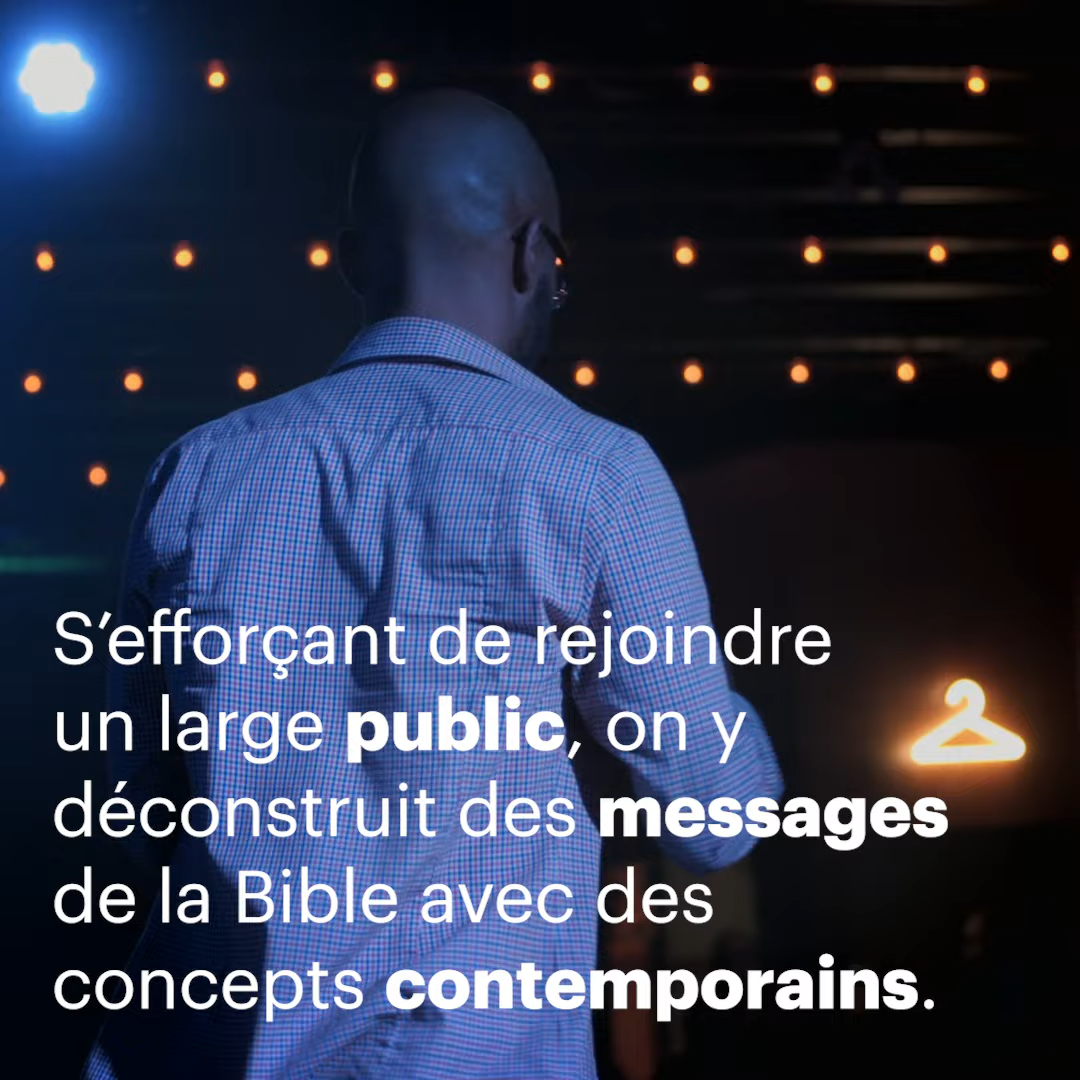 S’efforçant de rejoindre
un large public, on y
déconstruit des messages
de la Bible avec des
concepts contemporains.